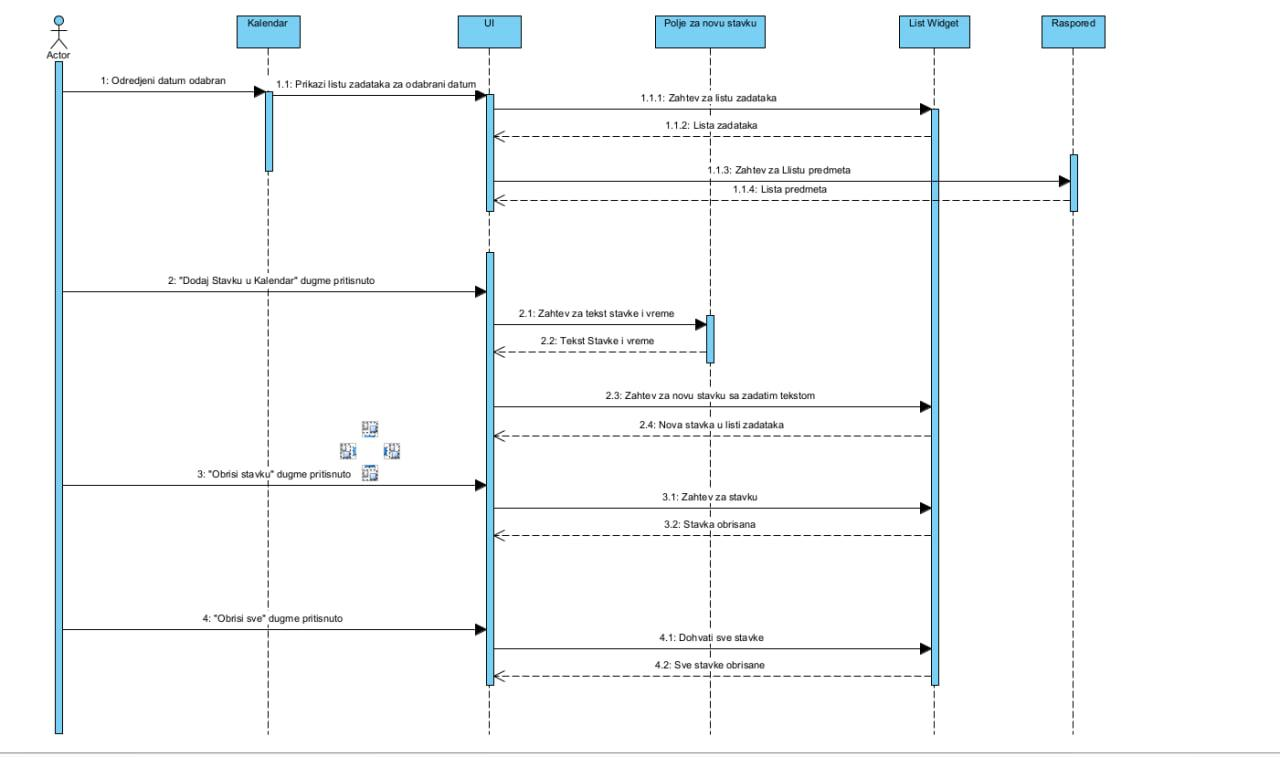 Kalendar
UI
Polje za novu stavku
List Widget
Raspored
Actor
1: Odredjeni datum odabran
1.1: Prikazi listu zadataka za odabrani datum
1.1.1: Zahtev za listu zadataka
1.1.2: Lista zadataka
1.1.3: Zahtev za Llistu predmeta
1.1.4: Lista predmeta
2: "Dodaj Stavku u Kalendar" dugme pritisnuto
2.1: Zahtev za tekst stavke i vreme
2.2: Tekst Stavke i vreme
2.3: Zahtev za novu stavku sa zadatim tekstom
2.4: Nova stavka u listi zadataka
3: "Obrisi stavku" dugme pritisnuto
3.1: Zahtev za stavku
3.2: Stavka obrisana
4: "Obrisi sve" dugme pritisnuto
4.1: Dohvati sve stavke
4.2: Sve stavke obrisane